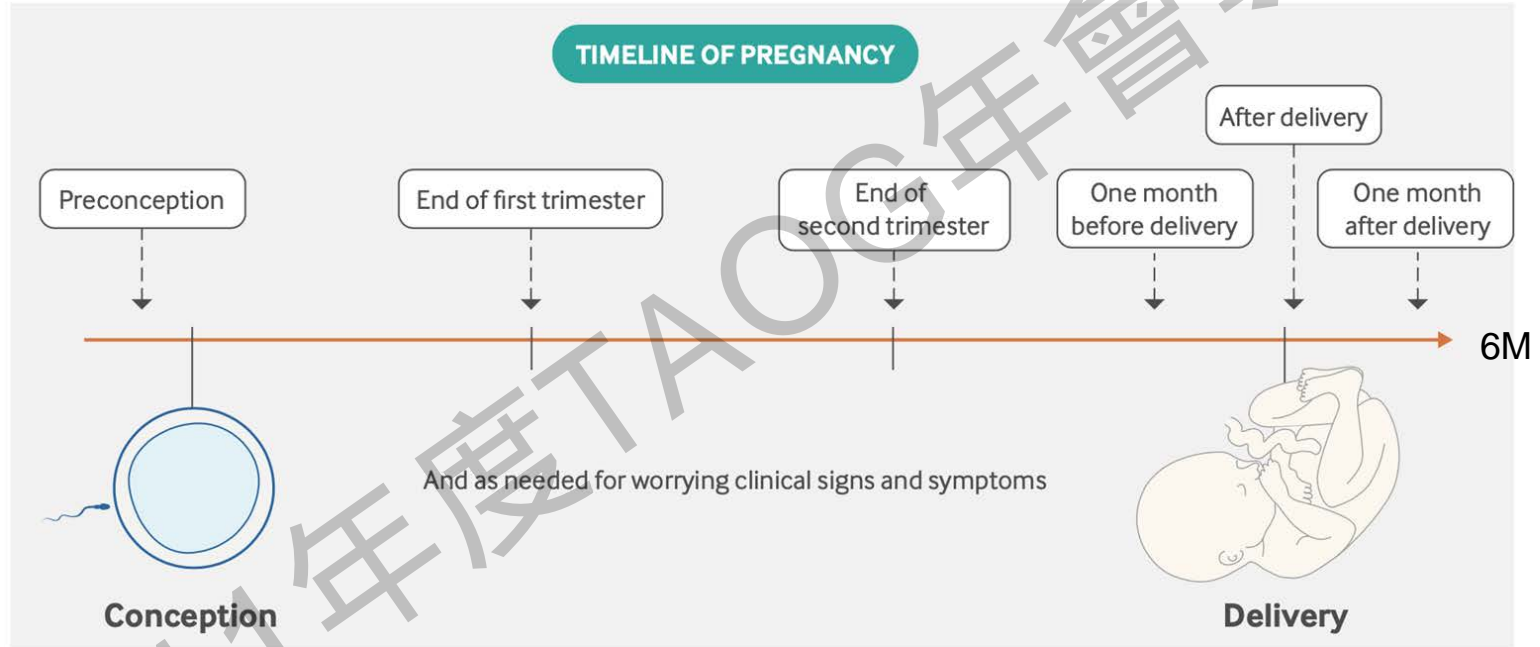 TIMELINE OF PREGNANCY
After delivery
Preconception
End of first trimester
End of
second trimester
One month
before delivery
One month
after delivery
6M
And as needed for worrying clinical signs and symptoms
Conception
Delivery
1年度TAOG年會